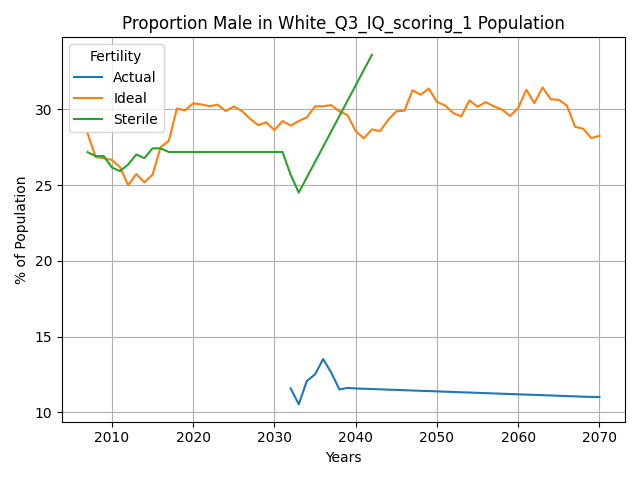 Proportion Male in White_Q3_IQ_scoring_1 Population
Fertility
Actual
Ideal
Sterile
% of Population
30
25
20
15
10
2010 2020 2030 2040 2050 2060 2070
Years